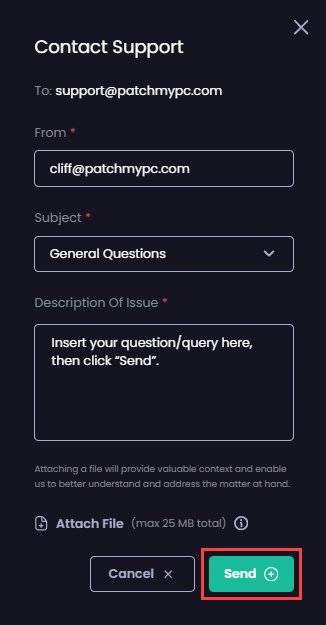 Contact Support
To: support@patchmypc.com
From *
cliff@patchmypc.com
Subject *
General Questions
Description Of Issue *
Insert your question/query here,
then click “Send”.
Attaching a file will provide valuable context and enable
us to better understand and address the matter at hand.
Attach File (max 25 MB total)
Cancel
Send